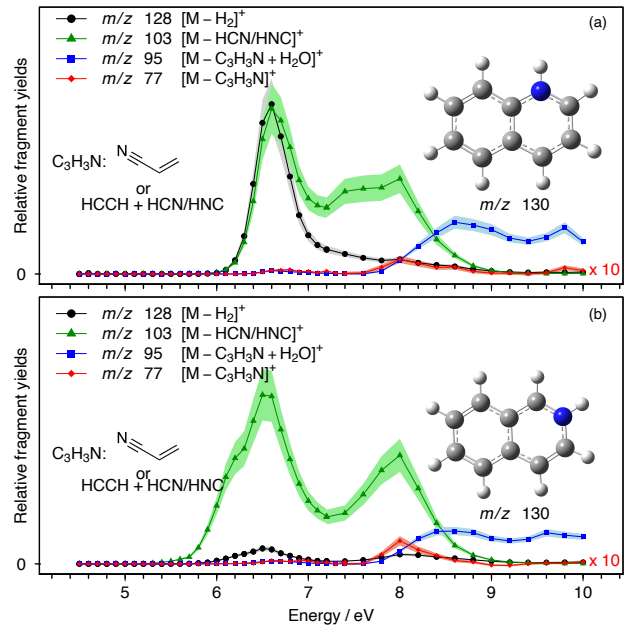 m/z 128 [M – H₂]⁺
m/z 103 [M – HCN/HNC]⁺
m/z 95 [M – C₃H₃N + H₂O]⁺
m/z 77 [M – C₃H₃N]⁺
(a)
C₃H₃N:
N
or
HCCH + HCN/HNC
m/z 130
x 10
0
Relative fragment yields
m/z 128 [M – H₂]⁺
m/z 103 [M – HCN/HNC]⁺
m/z 95 [M – C₃H₃N + H₂O]⁺
m/z 77 [M – C₃H₃N]⁺
(b)
C₃H₃N:
N
or
HCCH + HCN/HNC
m/z 130
x 10
0
Relative fragment yields
5 6 7 8 9 10
Energy / eV